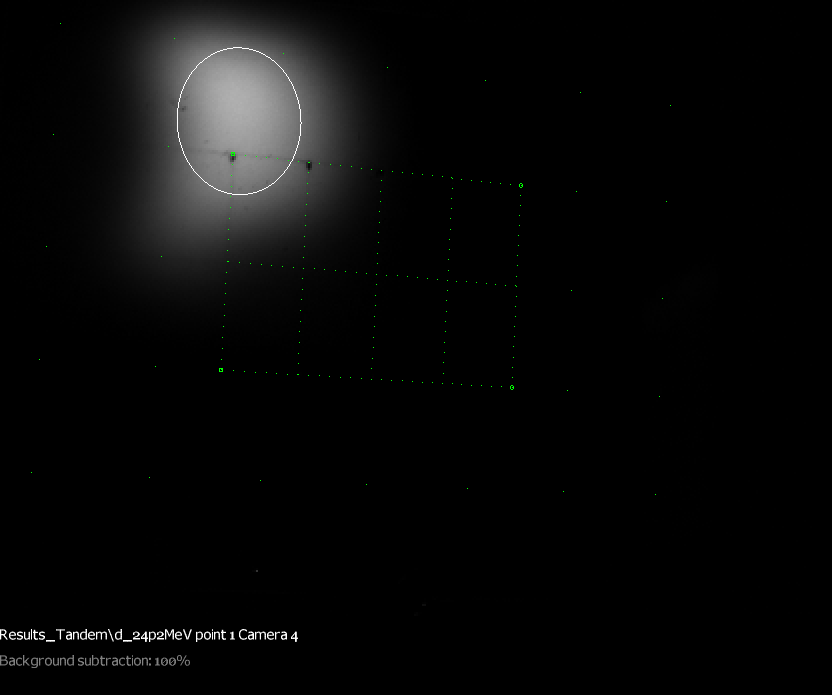 Results_Tandem\d_24p2MeV point 1 Camera 4
Background subtraction: 100%